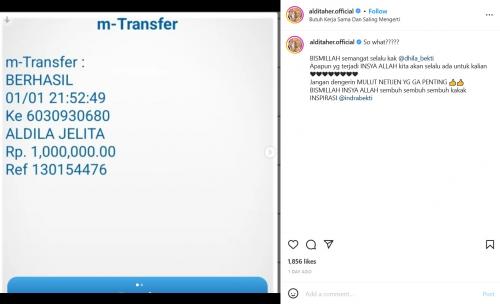 m-Transfer
m-Transfer :
BERHASIL
01/01 21:52:49
Ke 6030930680
ALDILA JELITA
Rp. 1,000,000.00
Ref 130154476
alditaher.official • Follow
Butuh Kerja Sama Dan Saling Mengerti
alditaher.official So what?????
BISMILLAH semangat selalu kak @dhila_bekti
Apapun yg terjadi INSYA ALLAH kita akan selalu ada untuk kalian
♥♥♥♥♥♥♥♥
Jangan dengerin MULUT NETIJEN YG GA PENTING 👍👍
BISMILLAH INSYA ALLAH sembuh sembuh sembuh kakak
INSPIRASI @indrabekti
1,856 likes
1 DAY AGO
Add a comment...
Post